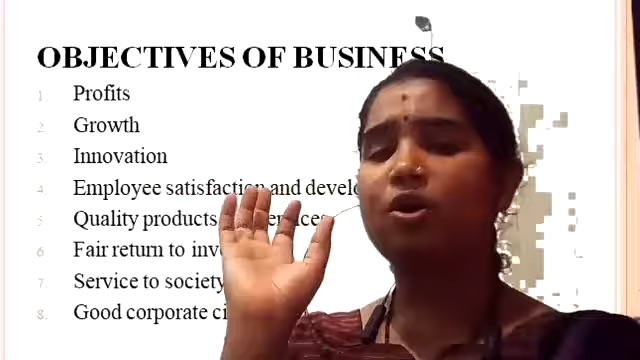 OBJECTIVES OF BUSINESS
1. Profits
2. Growth
3. Innovation
4. Employee satisfaction and
5. Quality products
6. Fair return to
7. Service to society
8. Good corporate